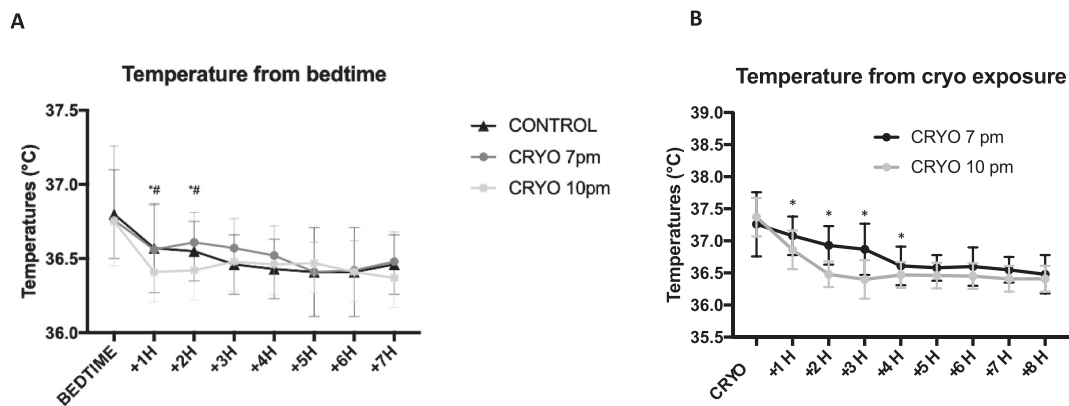 A
B
Temperature from bedtime
Temperature from cryo exposure
37.5
37.0
36.5
36.0
Temperatures (°C)
*#
*#
CONTROL
CRYO 7pm
CRYO 10pm
BEDTIME
+1H
+2H
+3H
+4H
+5H
+6H
+7H
39.0
38.5
38.0
37.5
37.0
36.5
36.0
35.5
Temperatures (°C)
CRYO 7 pm
CRYO 10 pm
*
*
*
*
CRYO
+1 H
+2 H
+3 H
+4 H
+5 H
+6 H
+7 H
+8 H